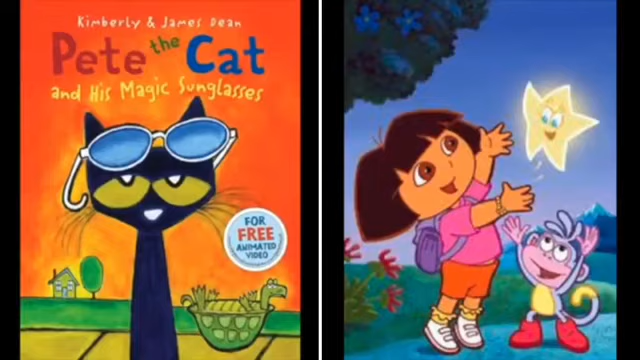 Kimberly & James Dean
Pete the Cat
and His Magic Sunglasses
FOR
FREE
ANIMATED
VIDEO